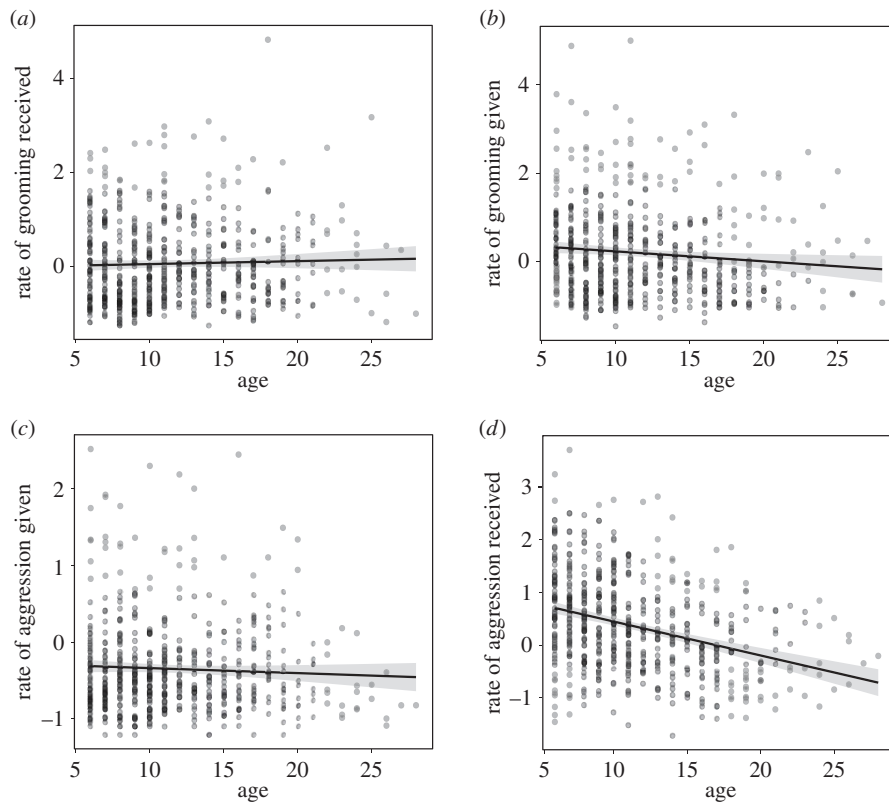 (a) (b)
rate of grooming received
4
2
0
5 10 15 20 25
age
rate of grooming given
4
2
0
5 10 15 20 25
age
(c) (d)
rate of aggression given
2
1
0
−1
5 10 15 20 25
age
rate of aggression received
3
2
1
0
−1
5 10 15 20 25
age